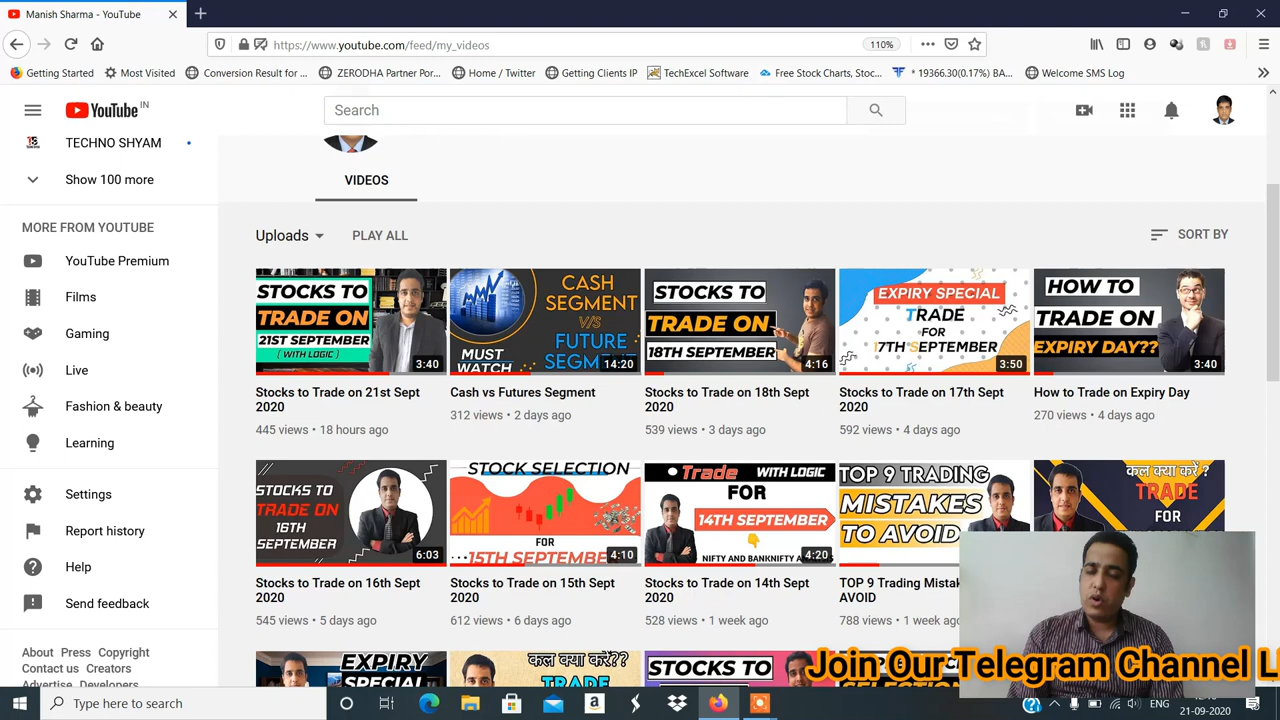 Manish Sharma - YouTube
https://www.youtube.com/feed/my_videos
110%
Getting Started
Most Visited
Conversion Result for ...
ZERODHA Partner Por...
Home / Twitter
Getting Clients IP
TechExcel Software
Free Stock Charts, Stoc...
* 19366.30(0.17%) BA...
Welcome SMS Log
YouTube IN
Search
TECHNO SHYAM
Show 100 more
MORE FROM YOUTUBE
YouTube Premium
Films
Gaming
Live
Fashion & beauty
Learning
Settings
Report history
Help
Send feedback
About Press Copyright
Contact us Creators
Advertise Developers
VIDEOS
Uploads
PLAY ALL
SORT BY
STOCKS TO
TRADE ON
21ST SEPTEMBER
(WITH LOGIC)
3:40
Stocks to Trade on 21st Sept
2020
445 views • 18 hours ago
CASH
SEGMENT
V/S
FUTURE
SEGM
MUST
WATCH
14:20
Cash vs Futures Segment
312 views • 2 days ago
STOCKS TO
TRADE ON
18TH SEPTEMBER
4:16
Stocks to Trade on 18th Sept
2020
539 views • 3 days ago
EXPIRY SPECIAL
TRADE
FOR
17TH SEPTEMBER
3:50
Stocks to Trade on 17th Sept
2020
592 views • 4 days ago
HOW TO
TRADE ON
EXPIRY DAY??
3:40
How to Trade on Expiry Day
270 views • 4 days ago
STOCKS TO
TRADE ON
16TH
SEPTEMBER
6:03
Stocks to Trade on 16th Sept
2020
545 views • 5 days ago
STOCK SELECTION
FOR
15TH SEPTEMBE
4:10
Stocks to Trade on 15th Sept
2020
612 views • 6 days ago
Trade WITH LOGIC
FOR
14TH SEPTEMBER
NIFTY AND BANKNIFTY A
4:20
Stocks to Trade on 14th Sept
2020
528 views • 1 week ago
TOP 9 TRADING
MISTAKES
TO AVOID
TOP 9 Trading Mistak
AVOID
788 views • 1 week ago
कल क्या करें ?
TRADE
FOR
EXPIRY
SPECIAL
कल क्या करें??
TRADE
STOCKS TO
Join Our Telegram Channel Li
Type here to search
ENG
21-09-2020